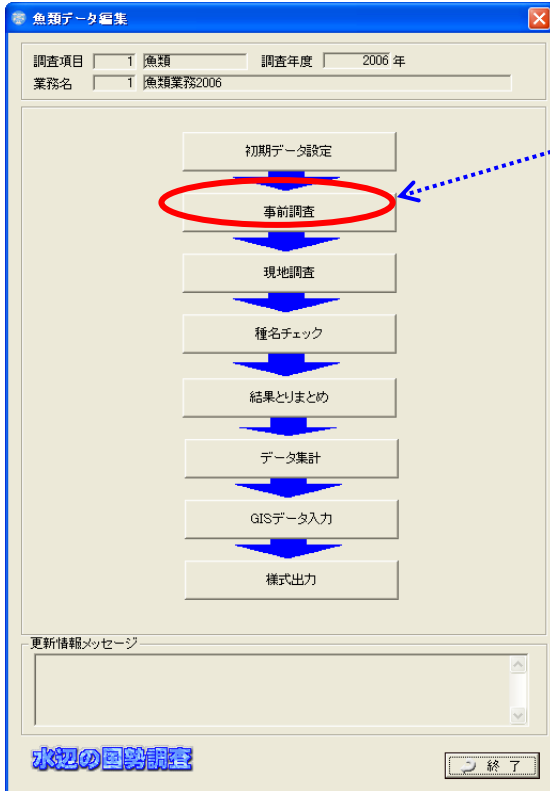 魚類データ編集
調査項目 1 魚類 調査年度 2006 年
業務名 1 魚類業務2006
初期データ設定
事前調査
現地調査
種名チェック
結果とりまとめ
データ集計
GISデータ入力
様式出力
更新情報メッセージ
水辺の国勢調査
終 了